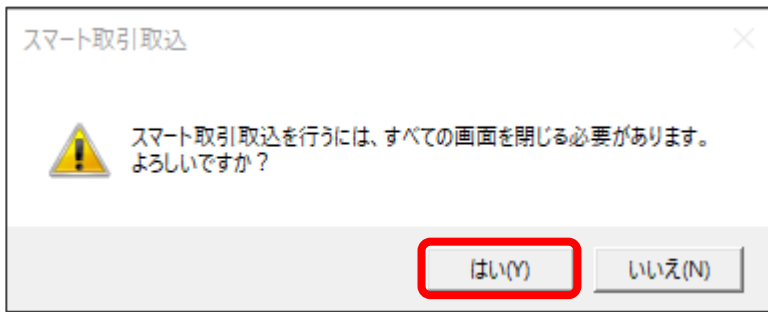 スマート取引取込
スマート取引取込を行うには、すべての画面を閉じる必要があります。
よろしいですか？
はい(Y)
いいえ(N)